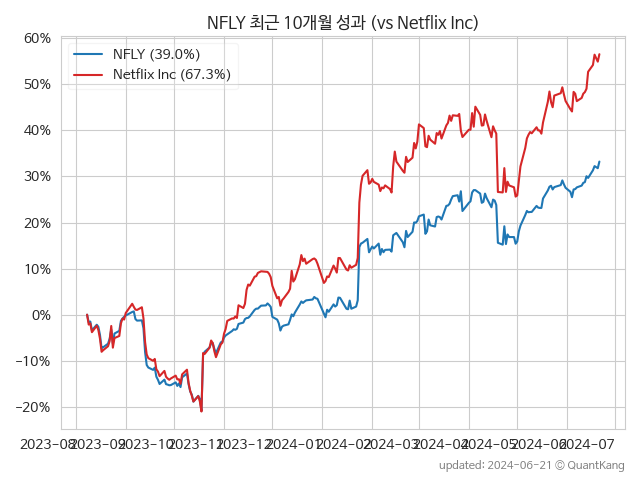 NFLY 최근 10개월 성과 (vs Netflix Inc)
NFLY (39.0%)
Netflix Inc (67.3%)
60%
50%
40%
30%
20%
10%
0%
−10%
−20%
2023-08 2023-09 2023-10 2023-11 2023-12 2024-01 2024-02 2024-03 2024-04 2024-05 2024-06 2024-07
updated: 2024-06-21 © QuantKang